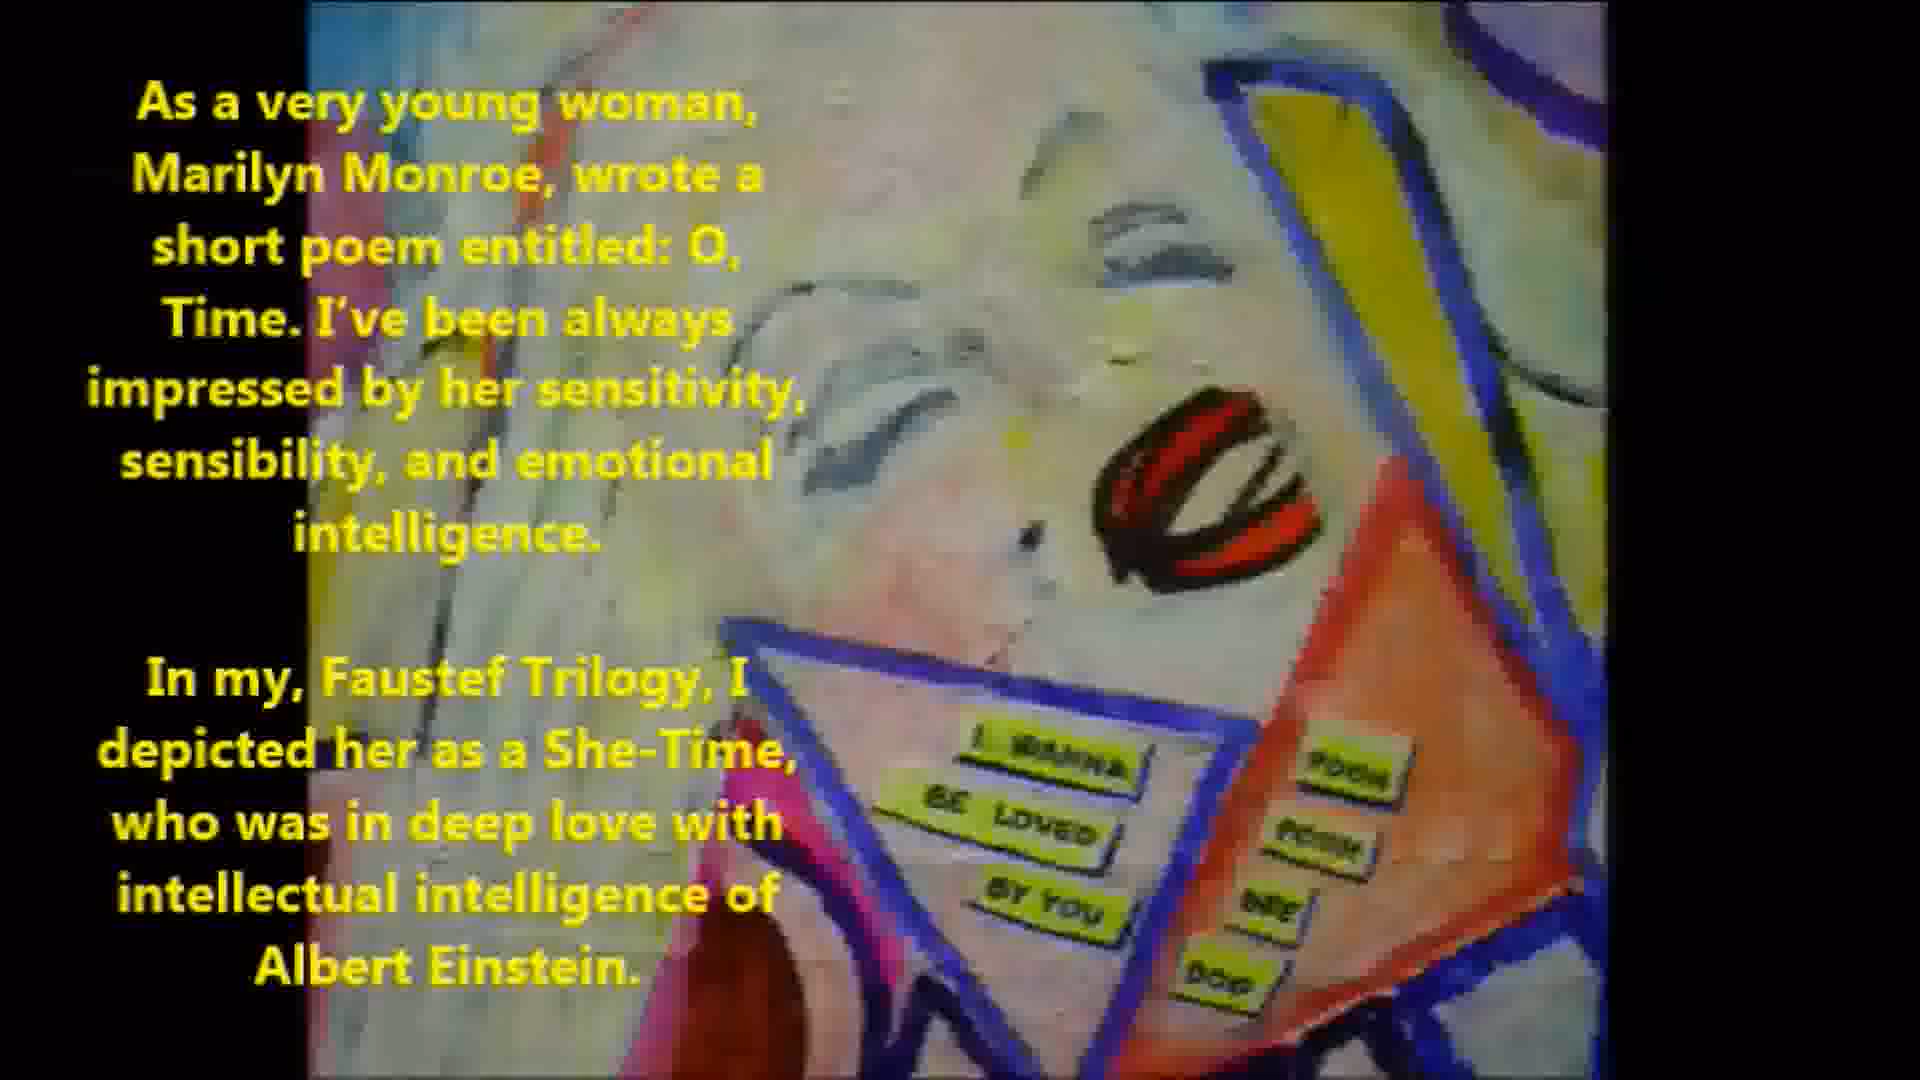 As a very young woman,
Marilyn Monroe, wrote a
short poem entitled: O,
Time. I've been always
impressed by her sensitivity,
sensibility, and emotional
intelligence.
In my, Faustef Trilogy, I
depicted her as a She-Time,
who was in deep love with
intellectual intelligence of
Albert Einstein.
I WANNA
BE LOVED
BY YOU
POOH
POOH
DOP